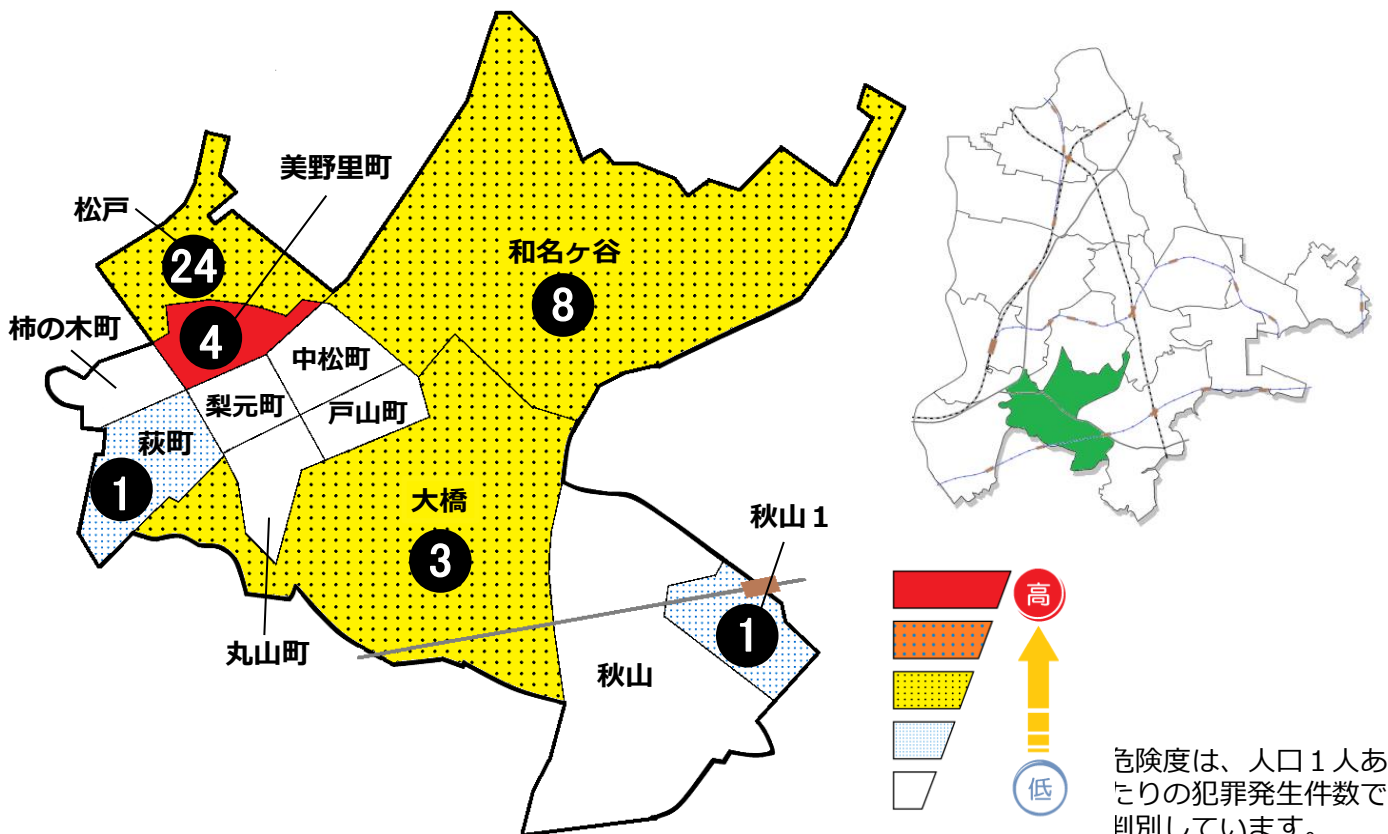 美野里町
松戸
24
和名ヶ谷
8
柿の木町
4
中松町
梨元町
戸山町
萩町
1
大橋
3
秋山１
1
丸山町
秋山
高
低
危険度は、人口１人あ
たりの犯罪発生件数で
判別しています。